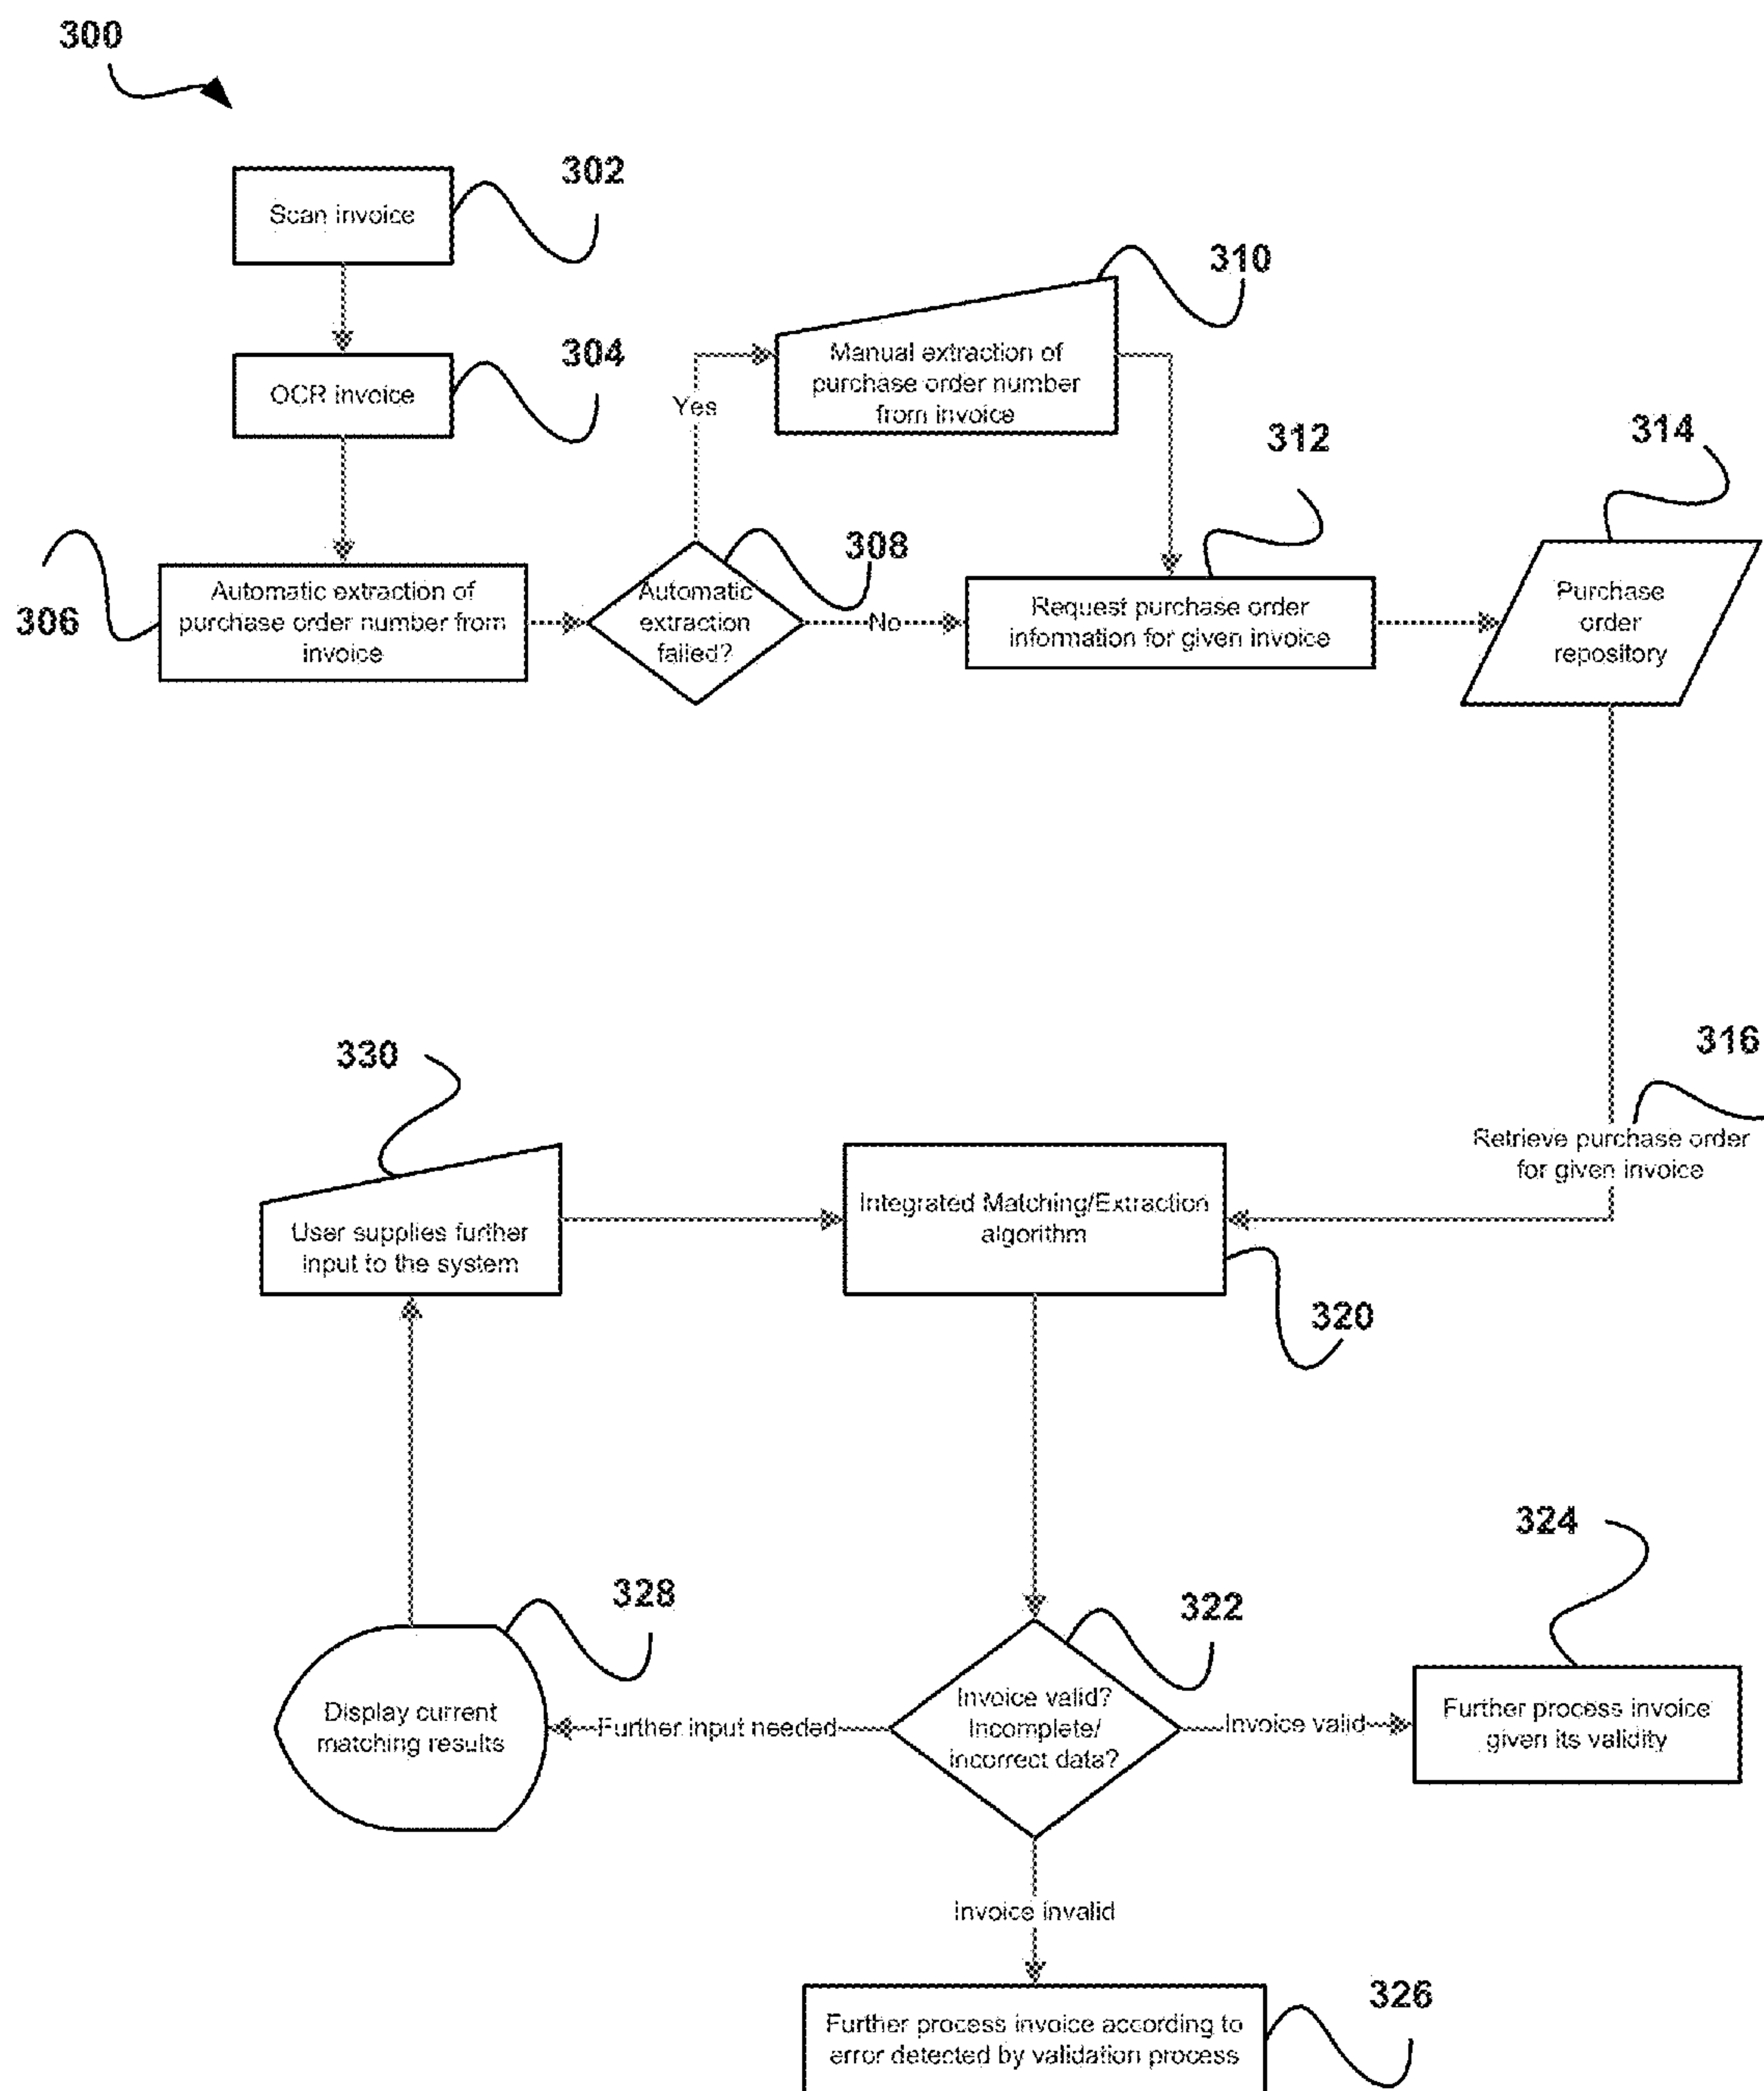 300
302
Scan invoice
304
OCR invoice
310
Manual extraction of
purchase order number
from invoice
Yes
312
314
306
Automatic extraction of
purchase order number from
invoice
308
Automatic
extraction
failed?
No
Request purchase order
information for given invoice
Purchase
order
repository
316
Retrieve purchase order
for given invoice
330
User supplies further
input to the system
Integrated Matching/Extraction
algorithm
320
324
328
322
Display current
matching results
Further input needed
Invoice valid?
Incomplete/
incorrect data?
Invoice valid
Further process invoice
given its validity
Invoice invalid
326
Further process invoice according to
error detected by validation process